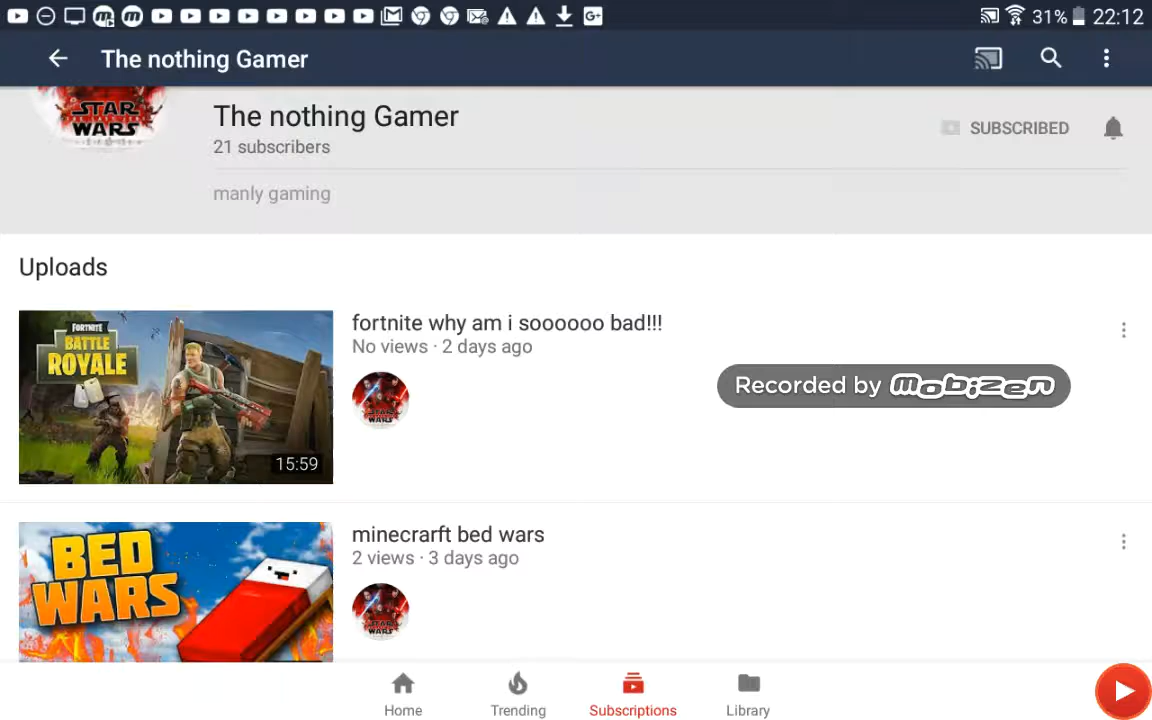 31% 22:12
The nothing Gamer
STAR
WARS
The nothing Gamer
21 subscribers
SUBSCRIBED
manly gaming
Uploads
FORTNITE
BATTLE
ROYALE
15:59
fortnite why am i soooooo bad!!!
No views · 2 days ago
WARS
Recorded by mobizen
BED
WARS
minecrarft bed wars
2 views · 3 days ago
WARS
Home
Trending
Subscriptions
Library